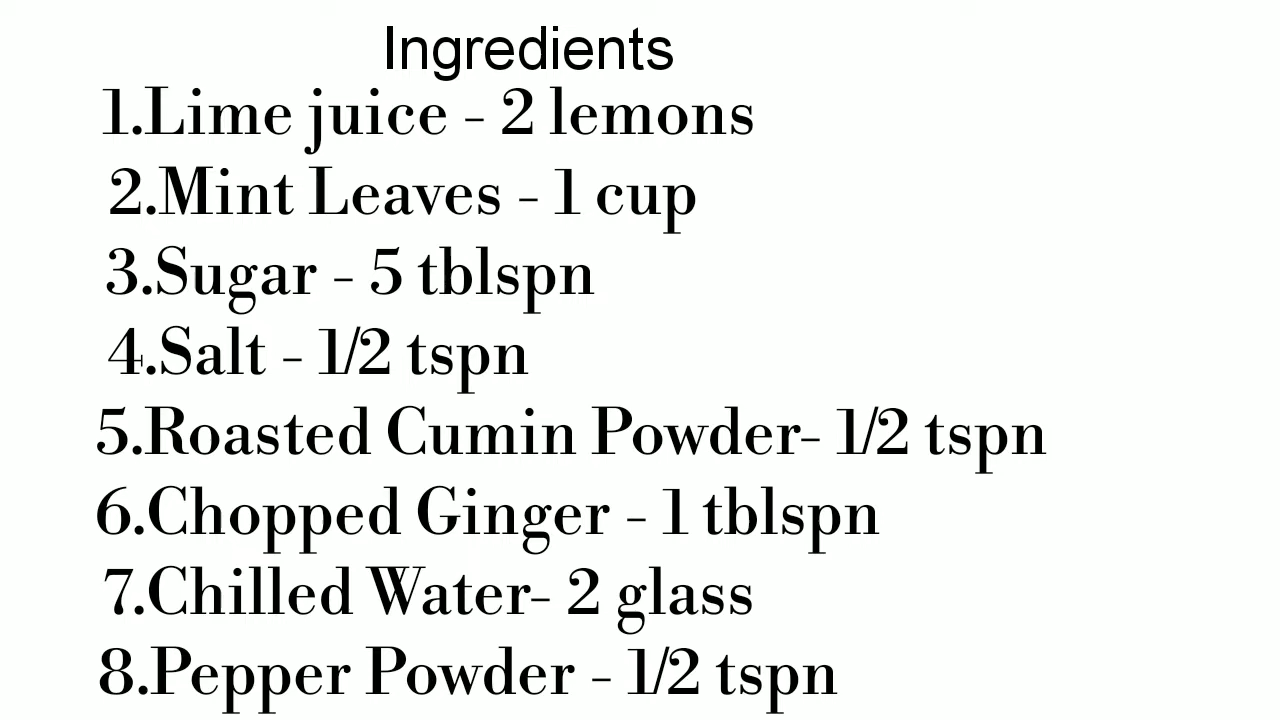 Ingredients
1.Lime juice - 2 lemons
2.Mint Leaves - 1 cup
3.Sugar - 5 tblspn
4.Salt - 1/2 tspn
5.Roasted Cumin Powder- 1/2 tspn
6.Chopped Ginger - 1 tblspn
7.Chilled Water- 2 glass
8.Pepper Powder - 1/2 tspn